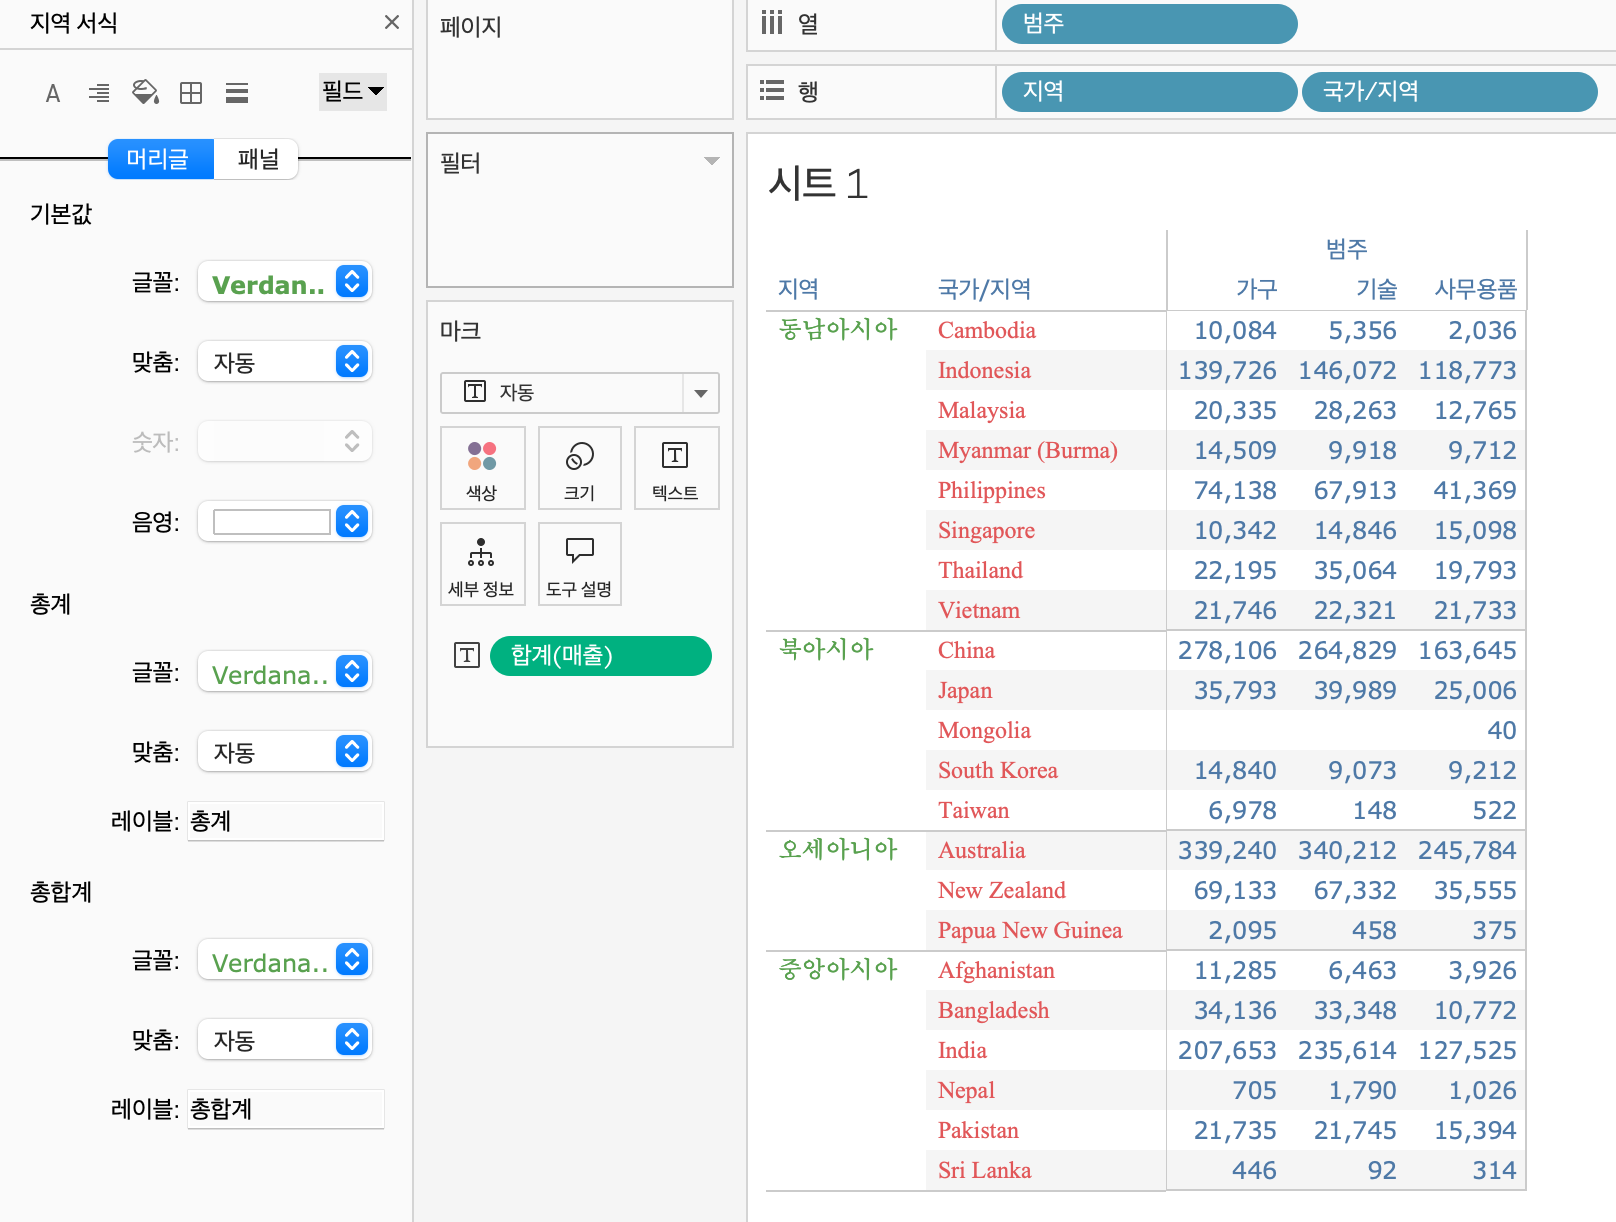 지역 서식
필드
머리글 패널
기본값
글꼴: Verdan..
맞춤: 자동
숫자:
음영:
총계
글꼴: Verdana..
맞춤: 자동
레이블: 총계
총합계
글꼴: Verdana..
맞춤: 자동
레이블: 총합계
페이지
필터
마크
자동
색상 크기 텍스트
세부 정보 도구 설명
합계(매출)
열 범주
행 지역 국가/지역
시트 1
범주
지역 국가/지역 가구 기술 사무용품
동남아시아 Cambodia 10,084 5,356 2,036
Indonesia 139,726 146,072 118,773
Malaysia 20,335 28,263 12,765
Myanmar (Burma) 14,509 9,918 9,712
Philippines 74,138 67,913 41,369
Singapore 10,342 14,846 15,098
Thailand 22,195 35,064 19,793
Vietnam 21,746 22,321 21,733
북아시아 China 278,106 264,829 163,645
Japan 35,793 39,989 25,006
Mongolia 40
South Korea 14,840 9,073 9,212
Taiwan 6,978 148 522
오세아니아 Australia 339,240 340,212 245,784
New Zealand 69,133 67,332 35,555
Papua New Guinea 2,095 458 375
중앙아시아 Afghanistan 11,285 6,463 3,926
Bangladesh 34,136 33,348 10,772
India 207,653 235,614 127,525
Nepal 705 1,790 1,026
Pakistan 21,735 21,745 15,394
Sri Lanka 446 92 314